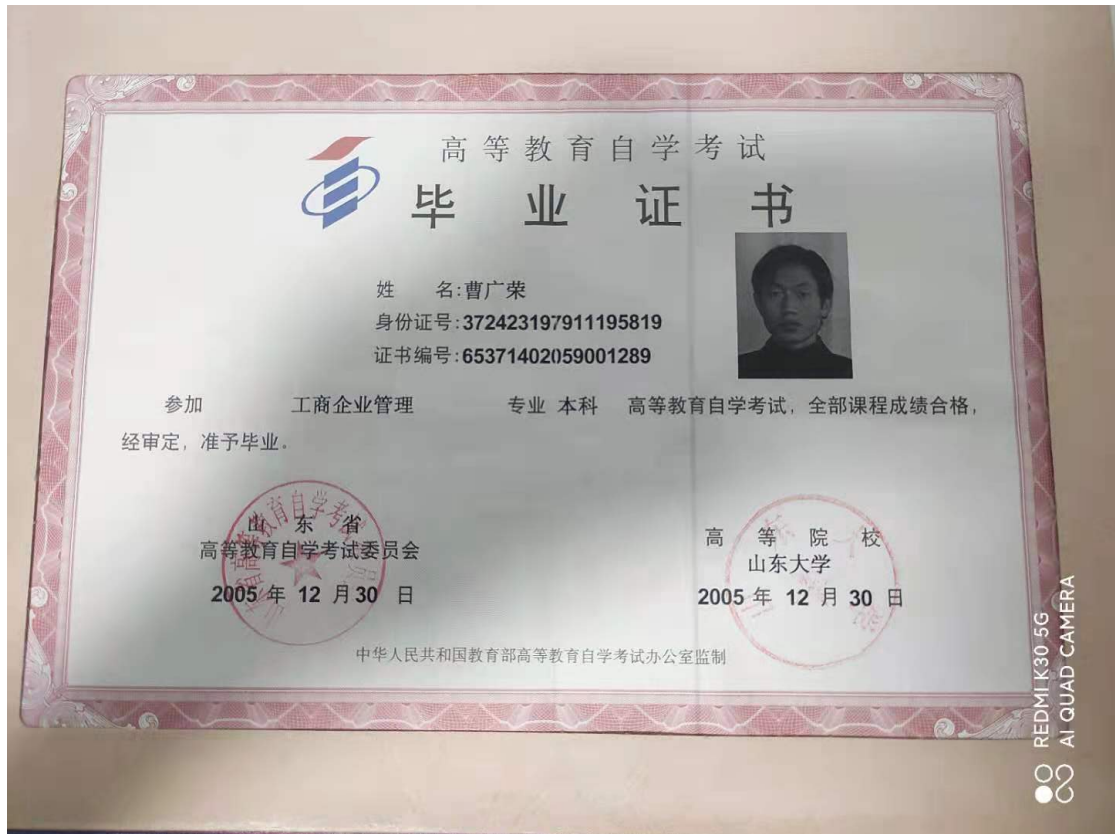 高等教育自学考试
毕业证书
姓 名:曹广荣
身份证号:372423197911195819
证书编号:65371402059001289
参加 工商企业管理 专业 本科 高等教育自学考试，全部课程成绩合格，
经审定，准予毕业。
山东省
高等教育自学考试委员会
2005 年 12 月 30 日
高等院校
山东大学
2005 年 12 月 30 日
中华人民共和国教育部高等教育自学考试办公室监制
REDMI K30 5G
AI QUAD CAMERA